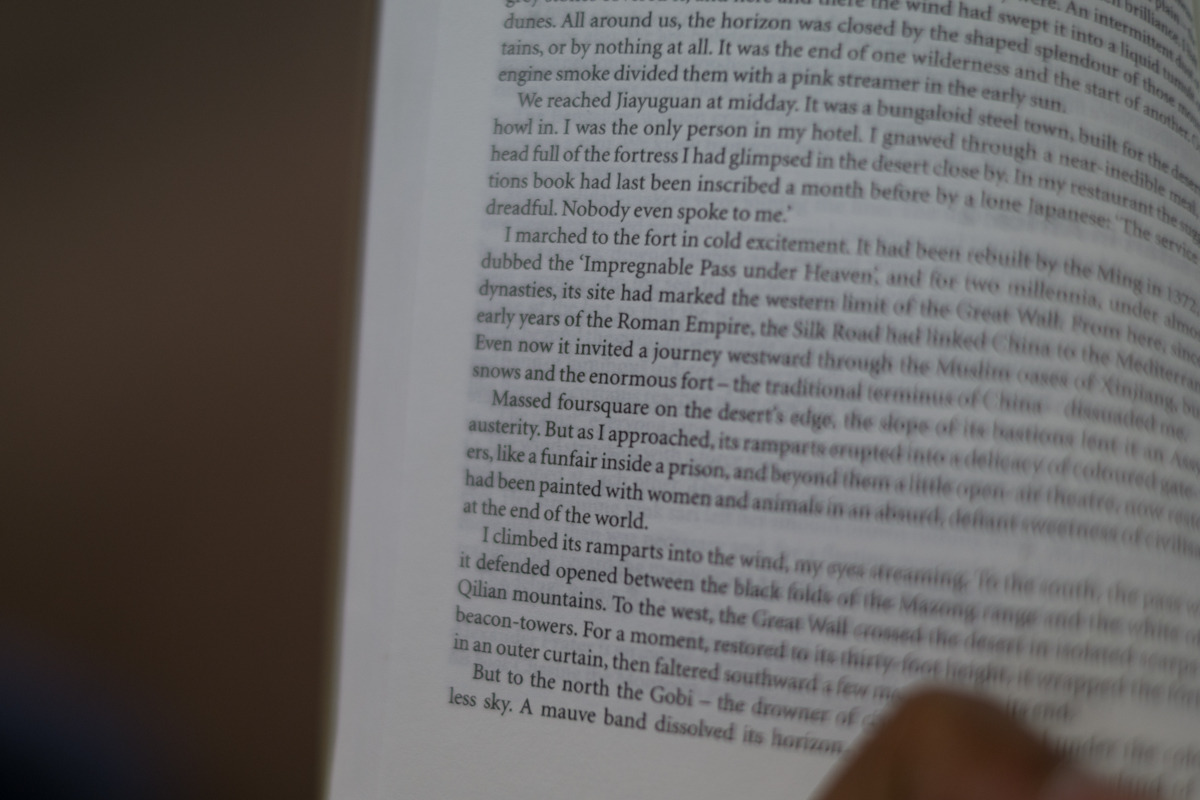 the wind had swept it into a liquid
dunes. All around us, the horizon was closed by the shaped splendour of those
tains, or by nothing at all. It was the end of one wilderness and the start of another,
engine smoke divided them with a pink streamer in the early sun.
We reached Jiayuguan at midday. It was a bungaloid steel town, built for the
howl in. I was the only person in my hotel. I gnawed through a near-inedible
head full of the fortress I had glimpsed in the desert close by. In my restaurant the
tions book had last been inscribed a month before by a lone Japanese: 'The service
dreadful. Nobody even spoke to me.'
I marched to the fort in cold excitement. It had been rebuilt by the Ming in 1372,
dubbed the 'Impregnable Pass under Heaven', and for two millennia, under
dynasties, its site had marked the western limit of the Great Wall. From here,
early years of the Roman Empire, the Silk Road had linked China to the
Even now it invited a journey westward through the Muslim oases of Xinjiang,
snows and the enormous fort – the traditional terminus of China – dissuaded me.
Massed foursquare on the desert's edge, the slope of its bastions lent it an
austerity. But as I approached, its ramparts erupted into a delicacy of coloured
ers, like a funfair inside a prison, and beyond them a little open-air theatre, now
had been painted with women and animals in an absurd, defiant sweetness of
at the end of the world.
I climbed its ramparts into the wind, my eyes streaming. To the south, the pass
it defended opened between the black folds of the Mazong range and the white
Qilian mountains. To the west, the Great Wall crossed the desert in isolated
beacon-towers. For a moment, restored to its thirty-foot height, it wrapped the
in an outer curtain, then faltered southward a few end.
But to the north the Gobi – the drowner of under the
less sky. A mauve band dissolved its horizon.